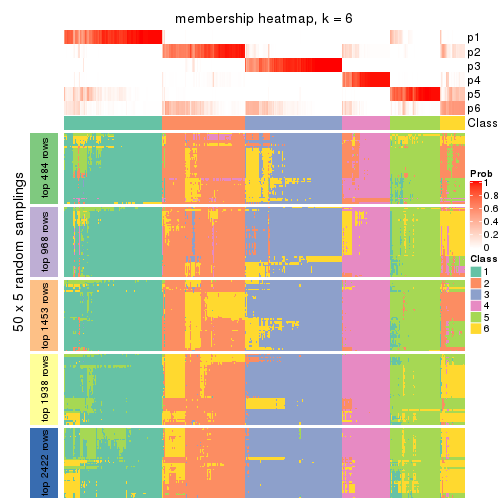 membership heatmap, k = 6
p1
p2
p3
p4
p5
p6
Class
50 x 5 random samplings
top 484 rows
top 968 rows
top 1453 rows
top 1938 rows
top 2422 rows
Prob
1
0.8
0.6
0.4
0.2
0
Class
1
2
3
4
5
6